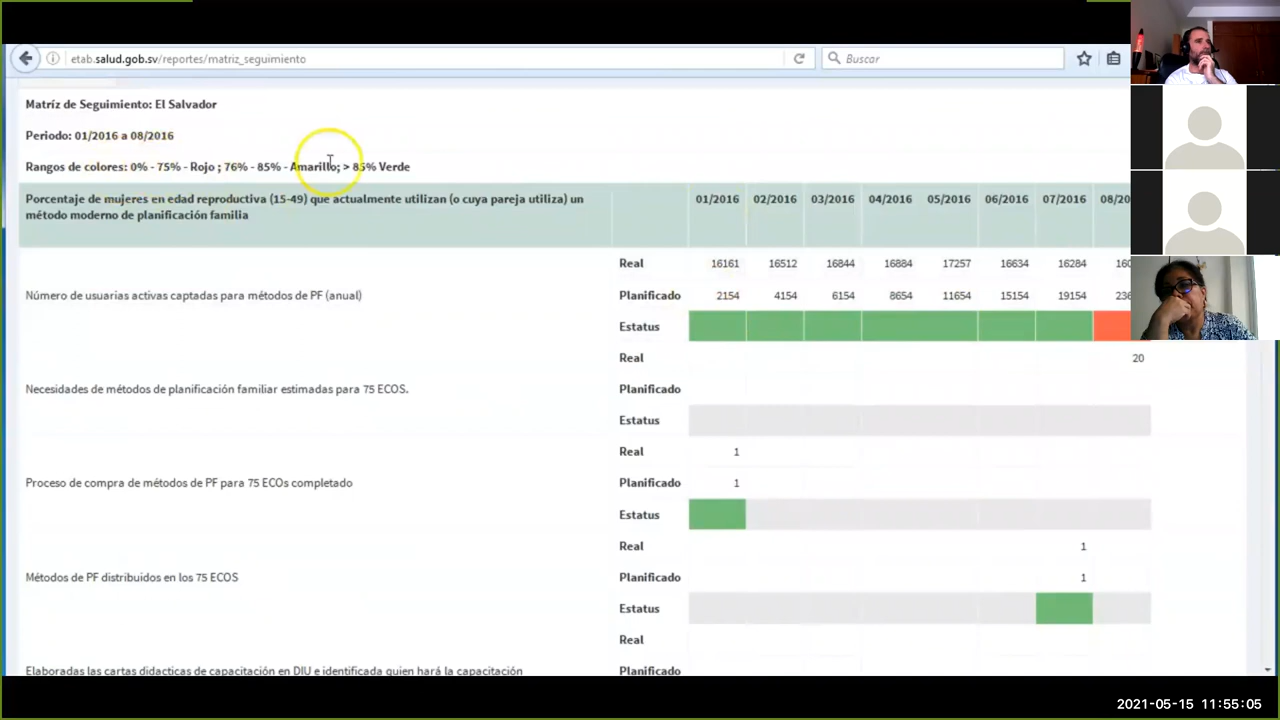 etab.salud.gob.sv/reportes/matriz_seguimiento
Buscar
Matríz de Seguimiento: El Salvador
Periodo: 01/2016 a 08/2016
Rangos de colores: 0% - 75% - Rojo ; 76% - 85% - Amarillo; > 85% Verde
Porcentaje de mujeres en edad reproductiva (15-49) que actualmente utilizan (o cuya pareja utiliza) un
método moderno de planificación familia
01/2016 02/2016 03/2016 04/2016 05/2016 06/2016 07/2016
Real 16161 16512 16844 16884 17257 16634 16284
Número de usuarias activas captadas para métodos de PF (anual)
Planificado 2154 4154 6154 8654 11654 15154 19154
Estatus
Real 20
Necesidades de métodos de planificación familiar estimadas para 75 ECOS.
Planificado
Estatus
Real 1
Proceso de compra de métodos de PF para 75 ECOs completado
Planificado 1
Estatus
Real 1
Métodos de PF distribuidos en los 75 ECOS
Planificado 1
Estatus
Real
Elaboradas las cartas didacticas de capacitación en DIU e identificada quien hará la capacitación
Planificado
2021-05-15 11:55:05